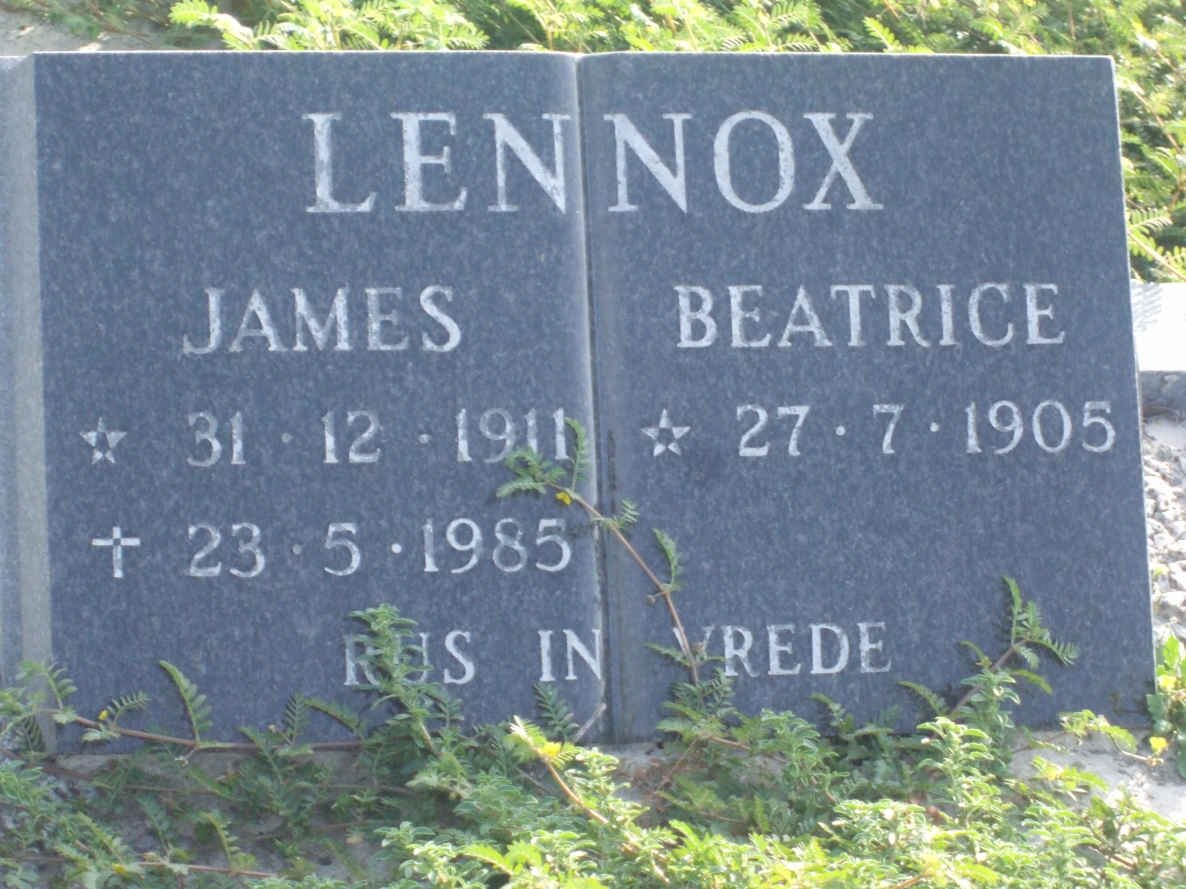 LENNOX
JAMES BEATRICE
☆ 31 · 12 · 1911 ☆ 27 · 7 · 1905
✝ 23 · 5 · 1985
RUS IN VREDE